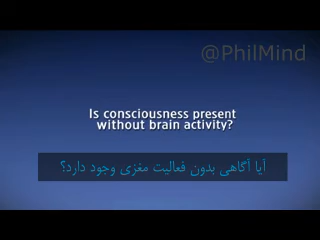 @PhilMind
Is consciousness present
without brain activity?
آیا آگاهی بدون فعالیت مغزی وجود دارد؟